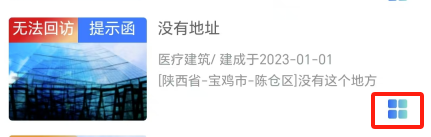 无法回访 提示函
没有地址
医疗建筑/ 建成于2023-01-01
[陕西省-宝鸡市-陈仓区]没有这个地方